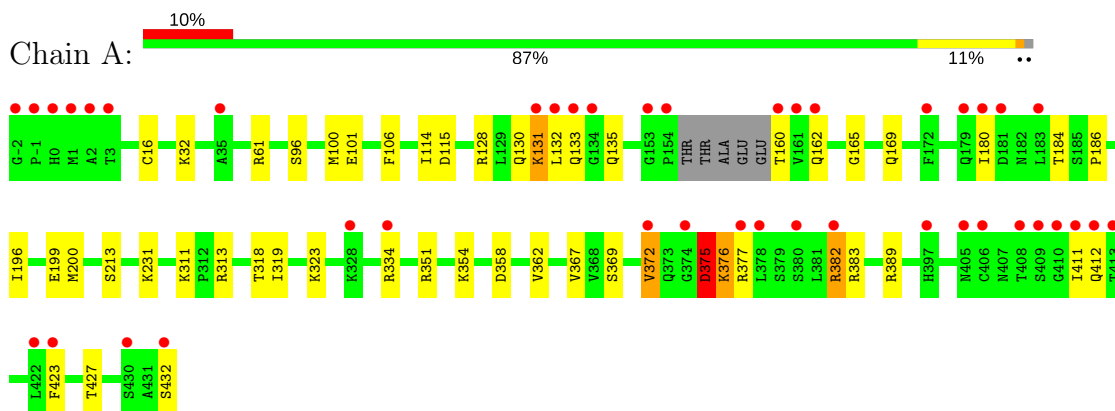 10%
Chain A:
87% 11% ••
G-2 P-1 H0 M1 A2 T3 C16 K32 A35 R61 S96 M100 E101 F106 I114 D115 R128 L129 Q130 K131 L132 Q133 G134 Q135 G153 P154 THR THR ALA GLU GLU T160 V161 Q162 G165 Q169 F172 Q179 I180 D181 N182 L183 T184 S185 P186
I196 E199 M200 S213 K231 K311 P312 R313 T318 I319 K323 K328 R334 R351 K354 D358 V362 V367 V368 S369 V372 Q373 G374 D375 K376 R377 L378 S379 S380 L381 R382 R383 R389 H397 N405 C406 N407 T408 S409 G410 I411 Q412 T413
L422 F423 T427 S430 A431 S432